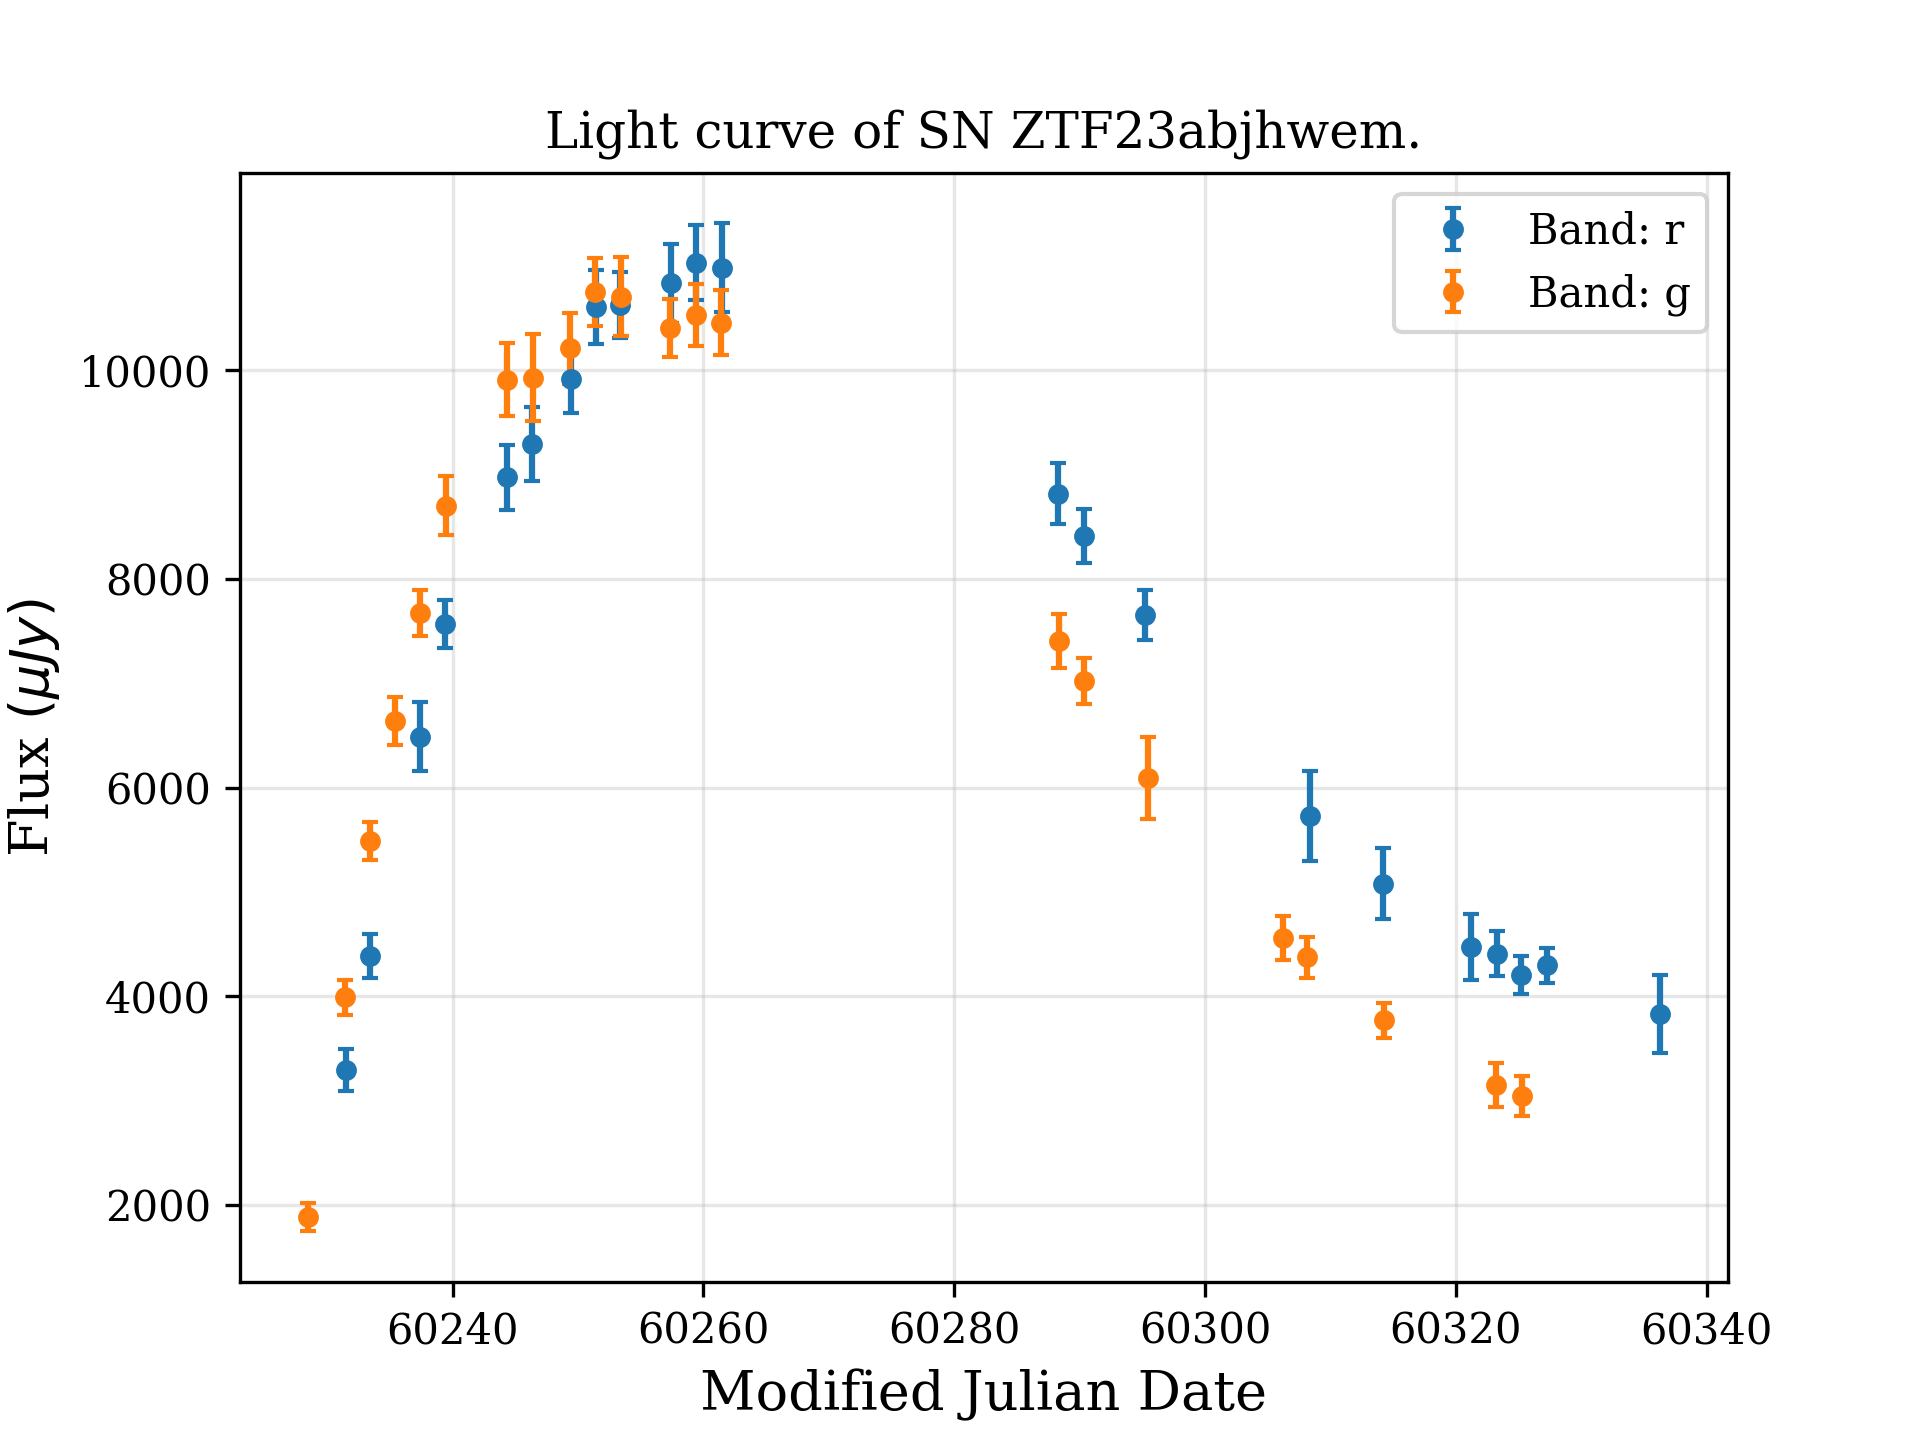 Light curve of SN ZTF23abjhwem.
Band: r
Band: g
Flux (μJy)
10000
8000
6000
4000
2000
60240
60260
60280
60300
60320
60340
Modified Julian Date